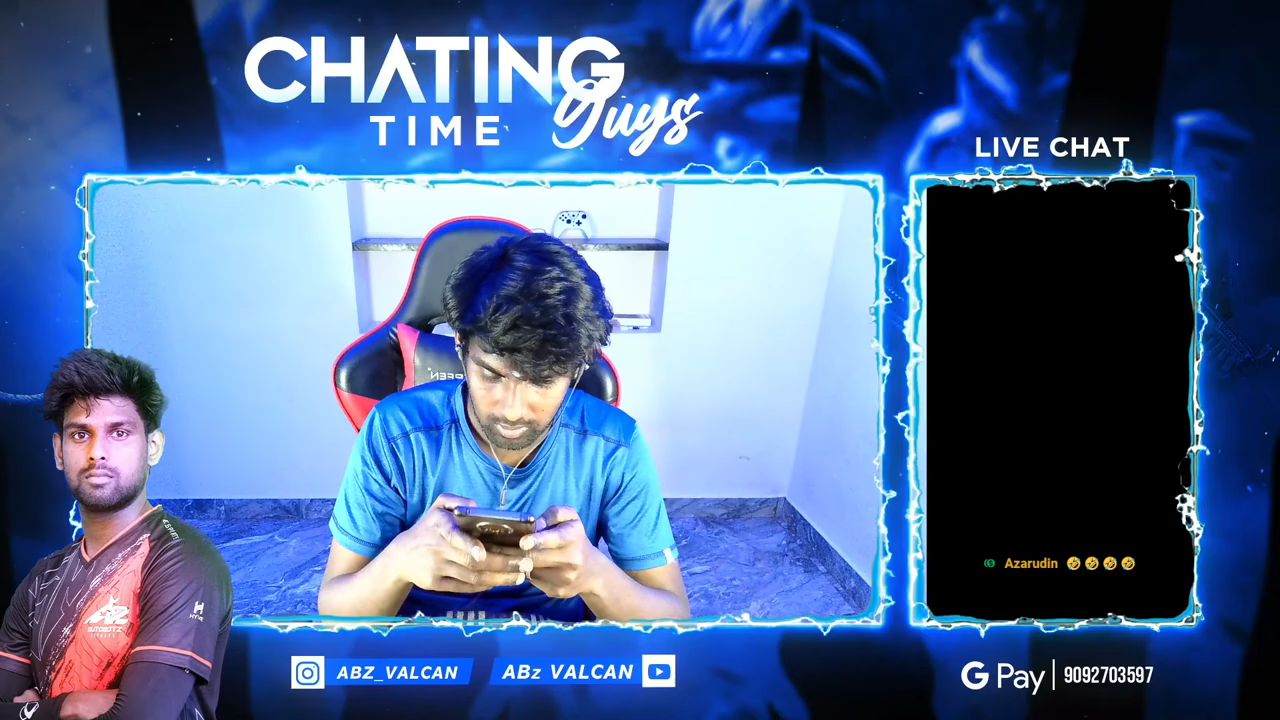 CHATING
TIME Guys
LIVE CHAT
Azarudin
ABZ_VALCAN
ABz VALCAN
G Pay | 9092703597